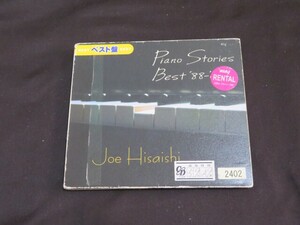 ベスト盤
Piano Stories
Best '88-
RENTAL
Joe Hisaishi
2402